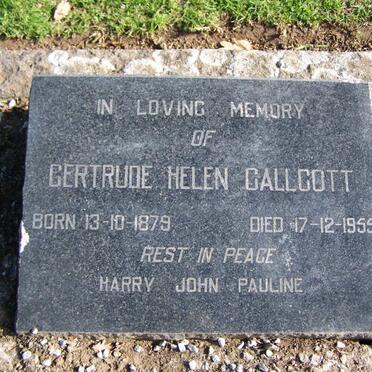 IN LOVING MEMORY
OF
GERTRUDE HELEN CALLCOTT
BORN 13-10-1879 DIED 17-12-1955
REST IN PEACE
HARRY JOHN PAULINE